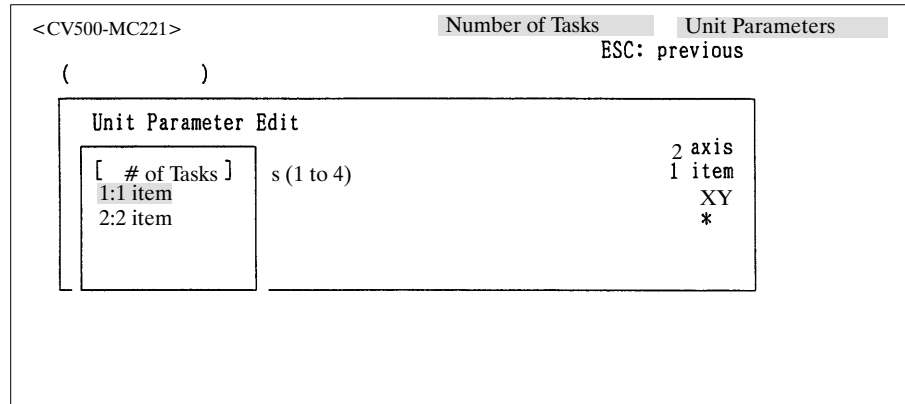 <CV500-MC221> Number of Tasks Unit Parameters
ESC: previous
( )
Unit Parameter Edit
2 axis
[ # of Tasks ] s (1 to 4) 1 item
1:1 item XY
2:2 item *